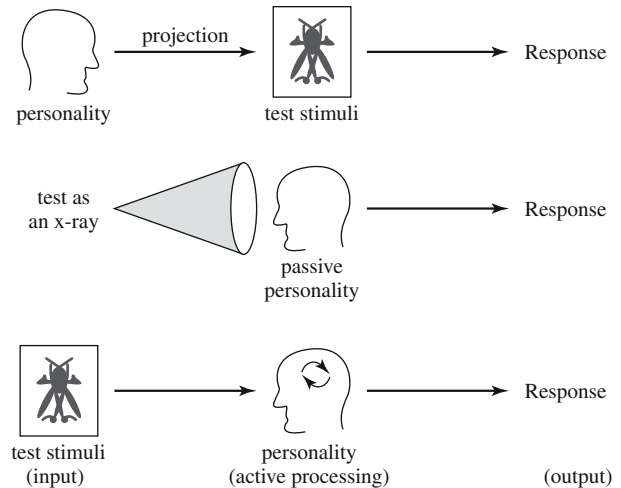 projection
Response
personality
test stimuli
test as
an x-ray
Response
passive
personality
Response
test stimuli
(input)
personality
(active processing)
(output)